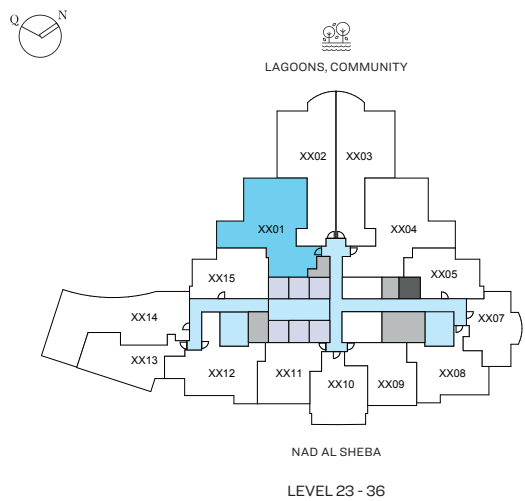 Q N
LAGOONS, COMMUNITY
XX02 XX03
XX01 XX04
XX15 XX05
XX14 XX07
XX13 XX12 XX11 XX10 XX09 XX08
NAD AL SHEBA
LEVEL 23 - 36